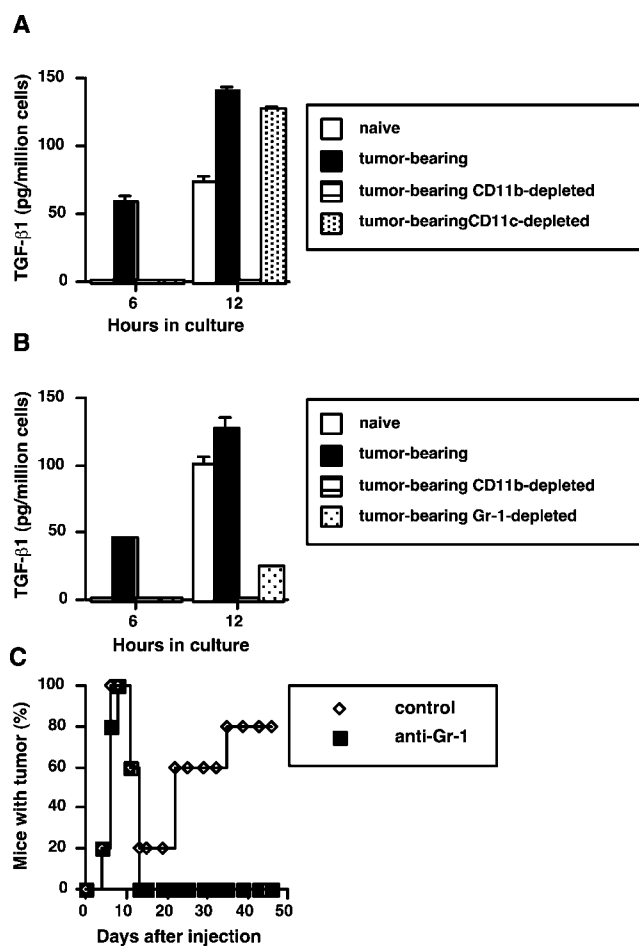 A
150
100
50
0
TGF-β1 (pg/million cells)
6
12
Hours in culture
naive
tumor-bearing
tumor-bearing CD11b-depleted
tumor-bearingCD11c-depleted
B
150
100
50
0
TGF-β1 (pg/million cells)
6
12
Hours in culture
naive
tumor-bearing
tumor-bearing CD11b-depleted
tumor-bearing Gr-1-depleted
C
100
80
60
40
20
0
Mice with tumor (%)
0 10 20 30 40 50
Days after injection
control
anti-Gr-1